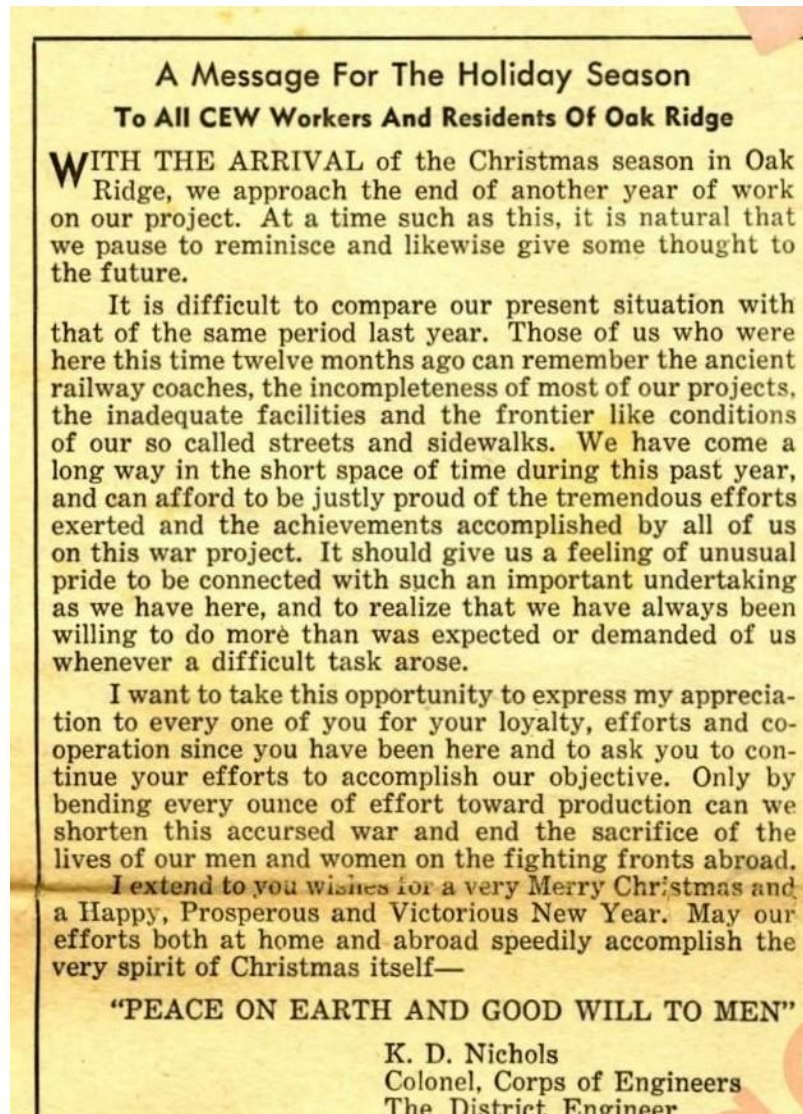 A Message For The Holiday Season
To All CEW Workers And Residents Of Oak Ridge
WITH THE ARRIVAL of the Christmas season in Oak
Ridge, we approach the end of another year of work
on our project. At a time such as this, it is natural that
we pause to reminisce and likewise give some thought to
the future.
It is difficult to compare our present situation with
that of the same period last year. Those of us who were
here this time twelve months ago can remember the ancient
railway coaches, the incompleteness of most of our projects,
the inadequate facilities and the frontier like conditions
of our so called streets and sidewalks. We have come a
long way in the short space of time during this past year,
and can afford to be justly proud of the tremendous efforts
exerted and the achievements accomplished by all of us
on this war project. It should give us a feeling of unusual
pride to be connected with such an important undertaking
as we have here, and to realize that we have always been
willing to do more than was expected or demanded of us
whenever a difficult task arose.
I want to take this opportunity to express my apprecia-
tion to every one of you for your loyalty, efforts and co-
operation since you have been here and to ask you to con-
tinue your efforts to accomplish our objective. Only by
bending every ounce of effort toward production can we
shorten this accursed war and end the sacrifice of the
lives of our men and women on the fighting fronts abroad.
I extend to you wishes for a very Merry Christmas and
a Happy, Prosperous and Victorious New Year. May our
efforts both at home and abroad speedily accomplish the
very spirit of Christmas itself—
"PEACE ON EARTH AND GOOD WILL TO MEN"
K. D. Nichols
Colonel, Corps of Engineers
The District Engineer